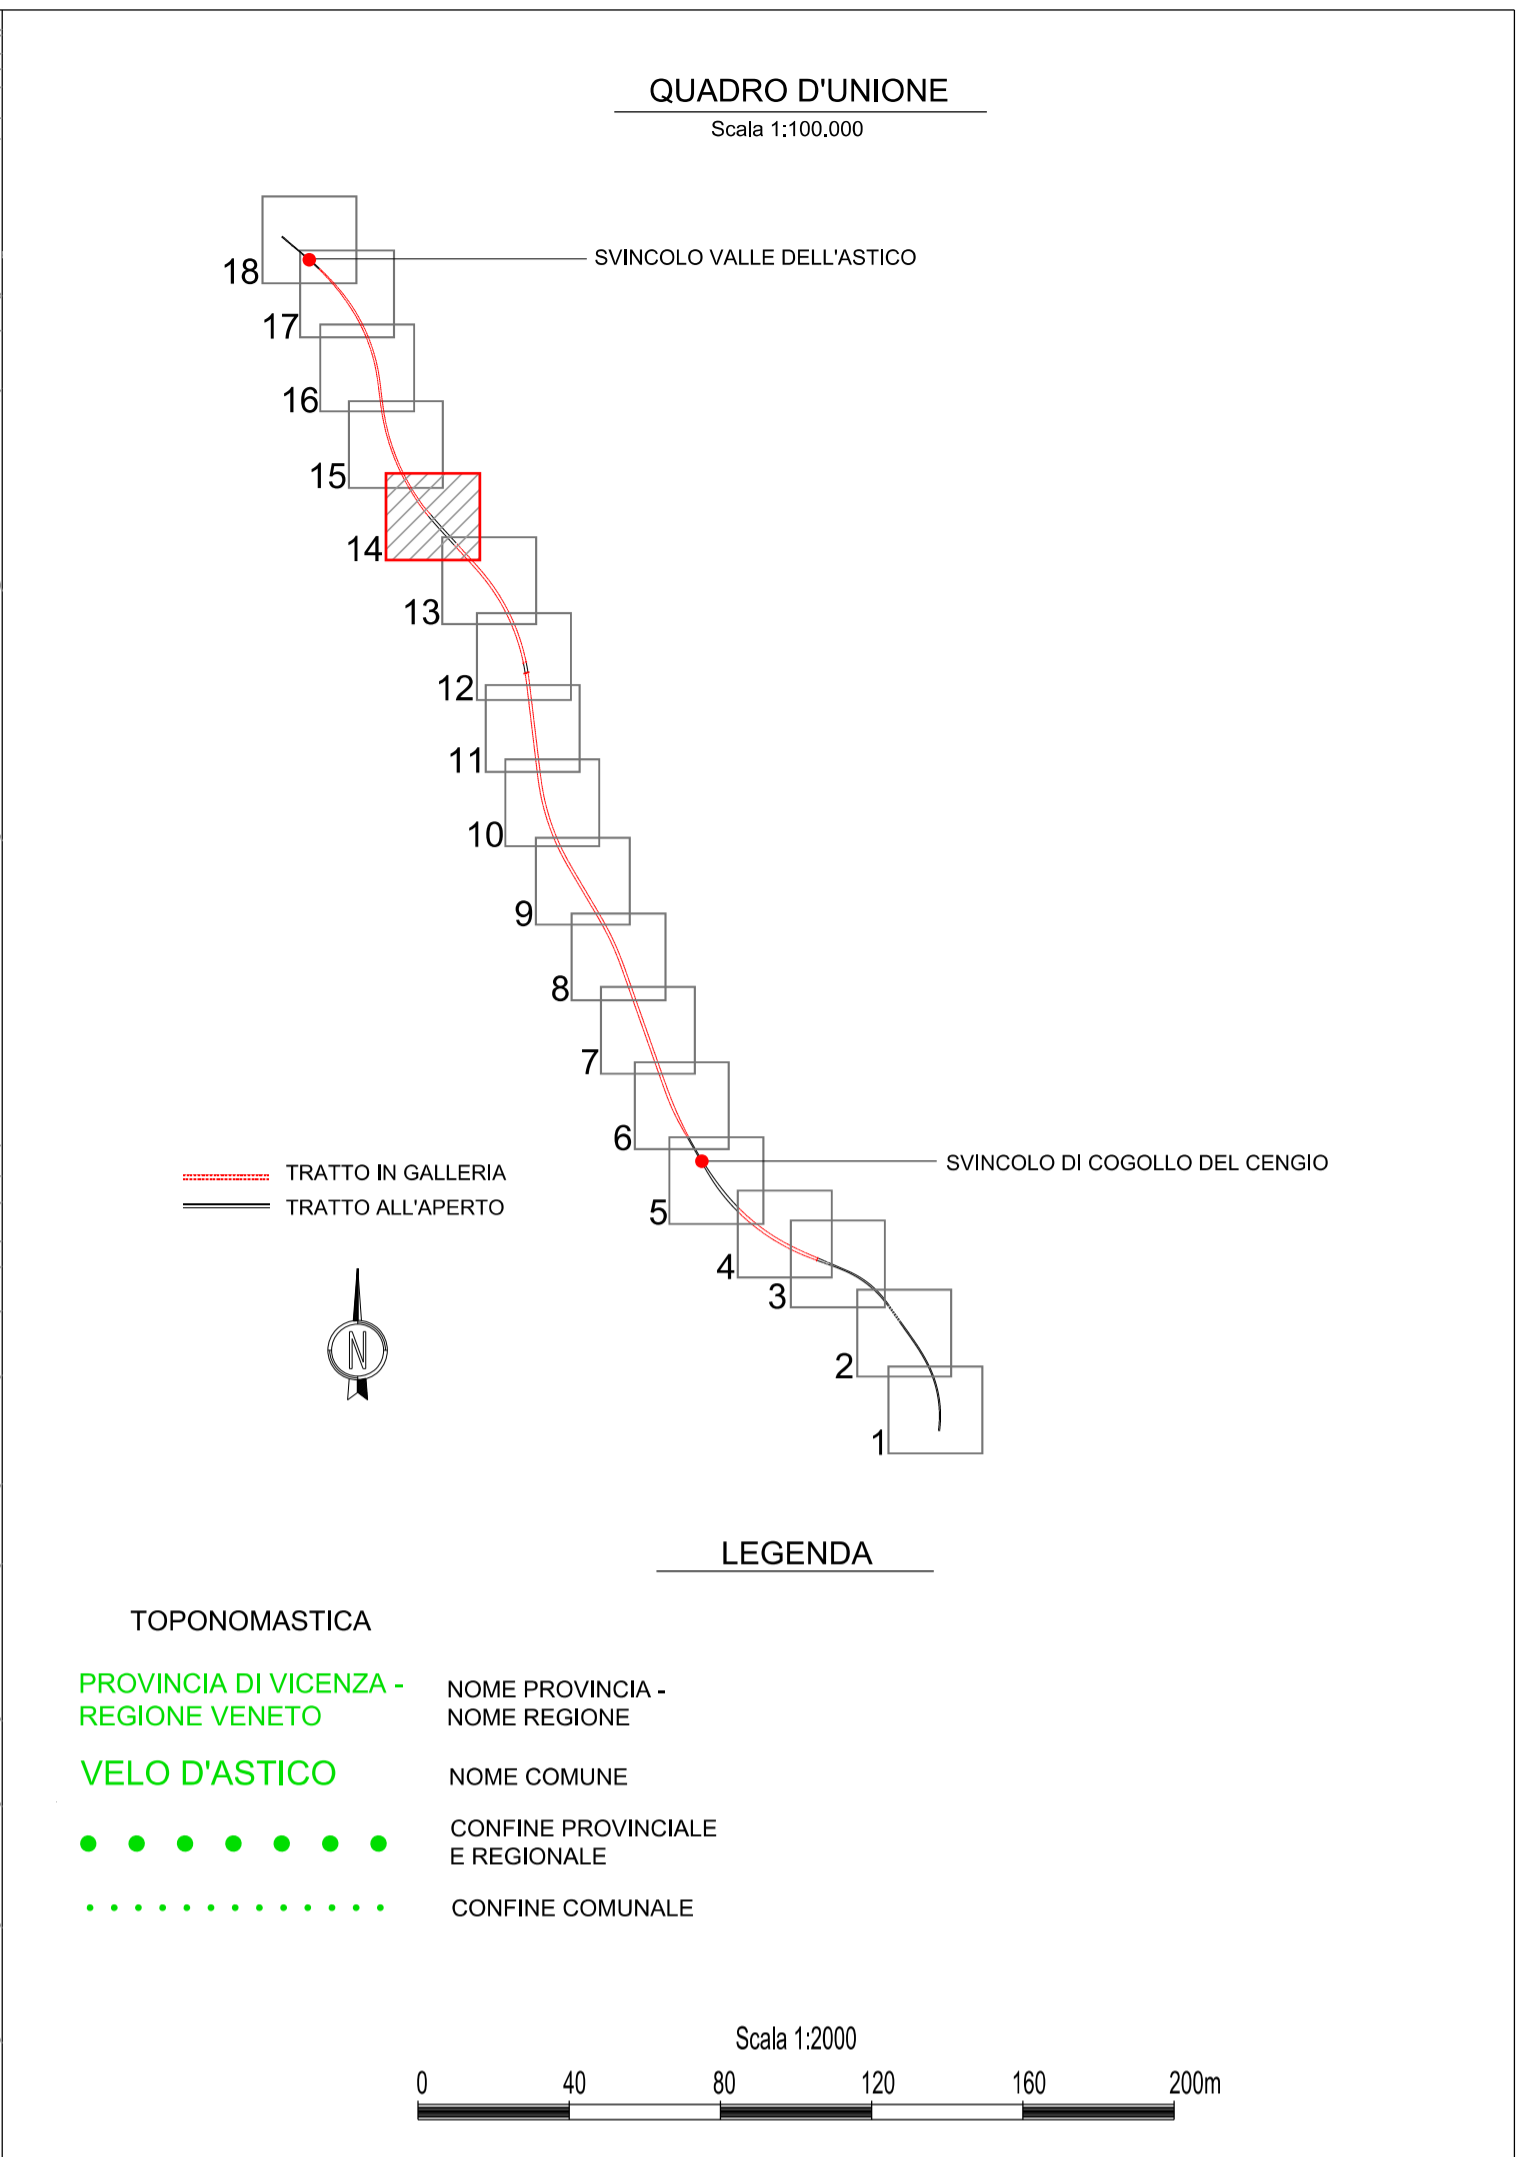 QUADRO D'UNIONE
Scala 1:100.000
SVINCOLO VALLE DELL'ASTICO
18
17
16
15
14
13
12
11
10
9
8
7
6
TRATTO IN GALLERIA
SVINCOLO DI COGOLLO DEL CENGIO
TRATTO ALL'APERTO
5
4
3
N
2
1
LEGENDA
TOPONOMASTICA
PROVINCIA DI VICENZA -
REGIONE VENETO
NOME PROVINCIA -
NOME REGIONE
VELO D'ASTICO
NOME COMUNE
CONFINE PROVINCIALE
E REGIONALE
CONFINE COMUNALE
Scala 1:2000
0 40 80 120 160 200m